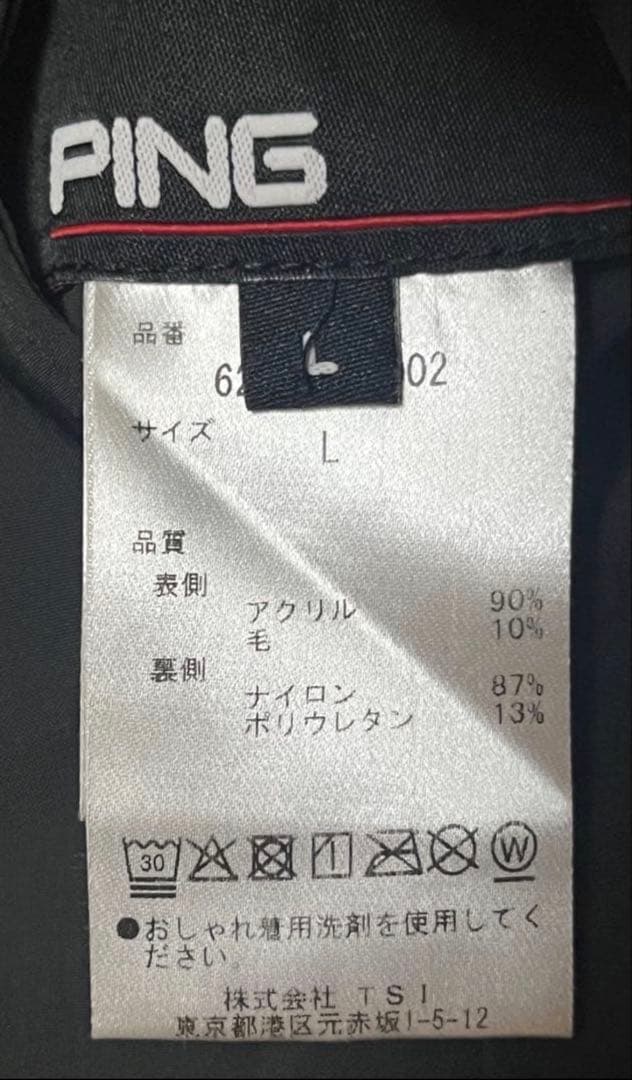 PING
L
品番
62 02
サイズ
L
品質
表側
アクリル 90%
毛 10%
裏側
ナイロン 87%
ポリウレタン 13%
30 W
●おしゃれ着用洗剤を使用してく
ださい
株式会社 TSI
東京都港区元赤坂1-5-12